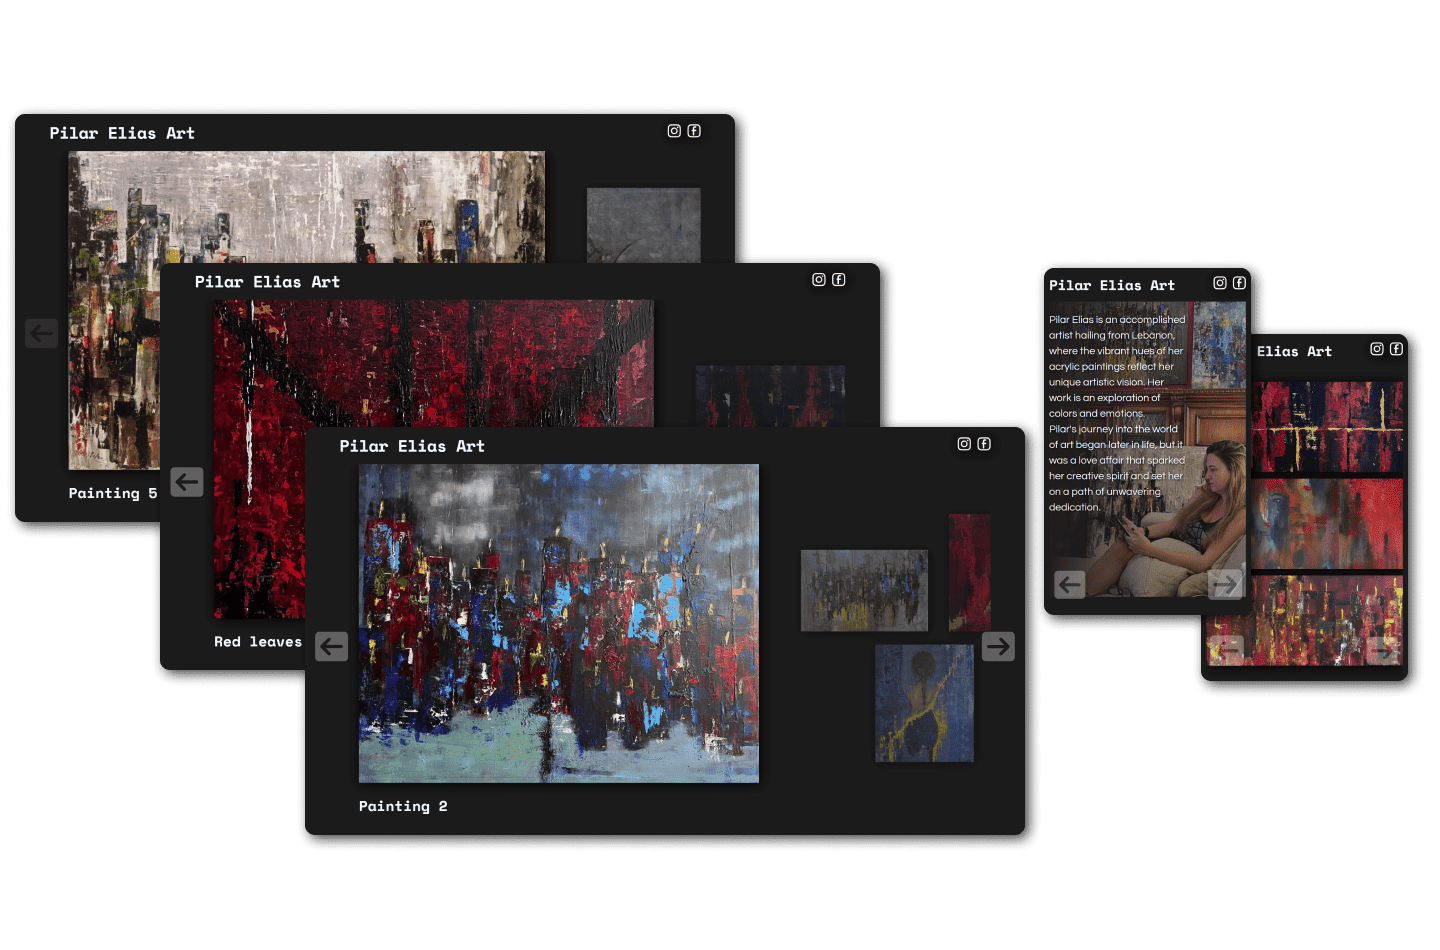 Pilar Elias Art
Painting 5
Pilar Elias Art
Red leaves
Pilar Elias Art
Painting 2
Pilar Elias Art
Pilar Elias is an accomplished
artist hailing from Lebanon,
where the vibrant hues of her
acrylic paintings reflect her
unique artistic vision. Her
work is an exploration of
colors and emotions.
Pilar's journey into the world
of art began later in life, but it
was a love affair that sparked
her creative spirit and set her
on a path of unwavering
dedication.
Elias Art